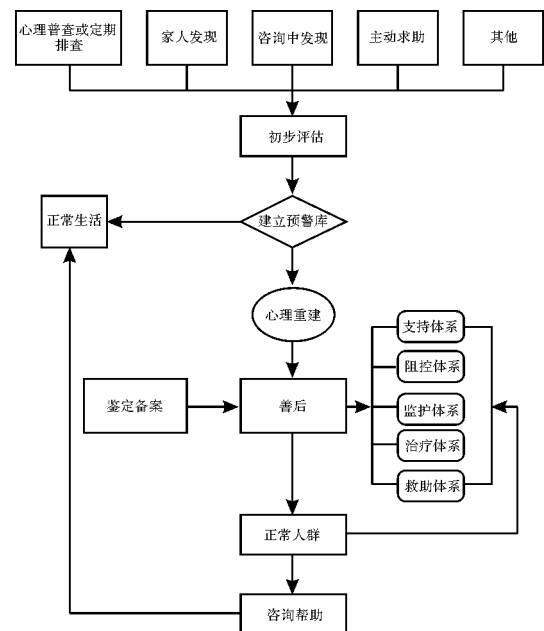 心理普查或定期
排查
家人发现
咨询中发现
主动求助
其他
初步评估
正常生活
建立预警库
心理重建
支持体系
阻控体系
鉴定备案
善后
监护体系
治疗体系
救助体系
正常人群
咨询帮助